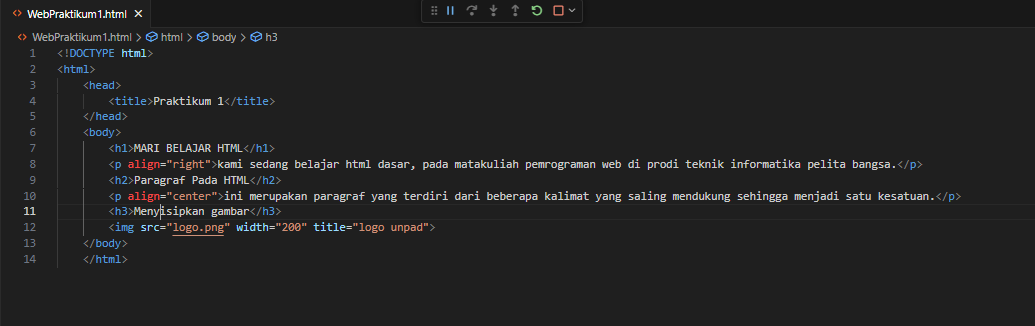 WebPraktikum1.html
WebPraktikum1.html > html > body > h3
1 <!DOCTYPE html>
2 <html>
3 <head>
4 <title>Praktikum 1</title>
5 </head>
6 <body>
7 <h1>MARI BELAJAR HTML</h1>
8 <p align="right">kami sedang belajar html dasar, pada matakuliah pemrograman web di prodi teknik informatika pelita bangsa.</p>
9 <h2>Paragraf Pada HTML</h2>
10 <p align="center">ini merupakan paragraf yang terdiri dari beberapa kalimat yang saling mendukung sehingga menjadi satu kesatuan.</p>
11 <h3>Menyisipkan gambar</h3>
12 <img src="logo.png" width="200" title="logo unpad">
13 </body>
14 </html>